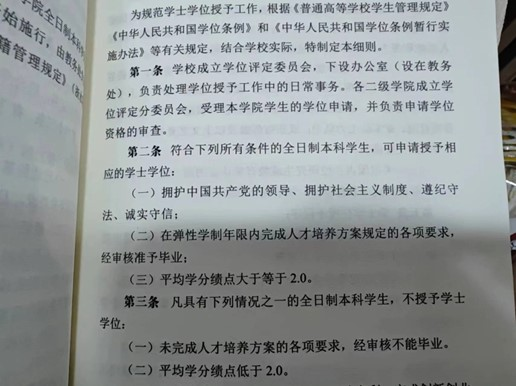 学院全日制本科
开始施行，由教务处
籍管理规定》
为规范学士学位授予工作，根据《普通高等学校学生管理规定》
《中华人民共和国学位条例》和《中华人民共和国学位条例暂行实
施办法》等有关规定，结合学校实际，特制定本细则。
第一条 学校成立学位评定委员会，下设办公室（设在教务
处），负责处理学位授予工作中的日常事务。各二级学院成立学
位评定分委员会，受理本学院学生的学位申请，并负责申请学位
资格的审查。
第二条 符合下列所有条件的全日制本科学生，可申请授予相
应的学士学位：
（一）拥护中国共产党的领导、拥护社会主义制度、遵纪守
法、诚实守信；
（二）在弹性学制年限内完成人才培养方案规定的各项要求，
经审核准予毕业；
（三）平均学分绩点大于等于 2.0。
第三条 凡具有下列情况之一的全日制本科学生，不授予学士
学位：
（一）未完成人才培养方案的各项要求，经审核不能毕业。
（二）平均学分绩点低于 2.0。